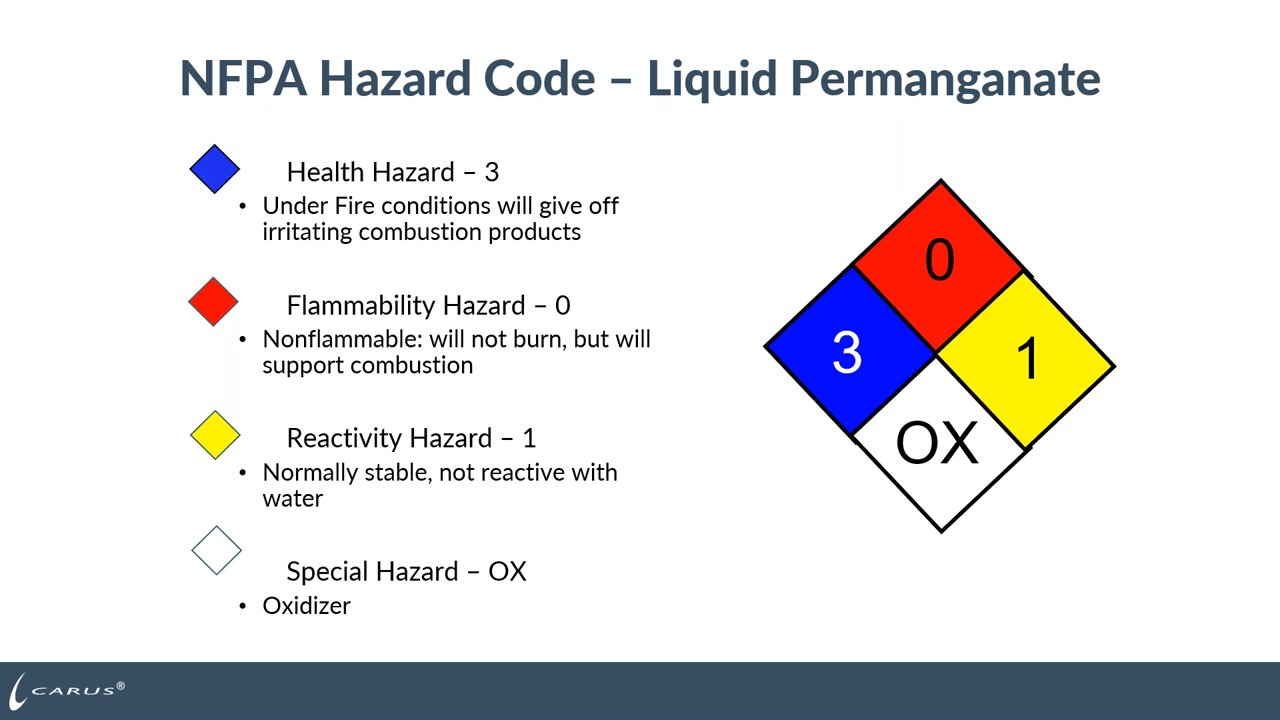 NFPA Hazard Code – Liquid Permanganate
Health Hazard – 3
• Under Fire conditions will give off
irritating combustion products
Flammability Hazard – 0
• Nonflammable: will not burn, but will
support combustion
Reactivity Hazard – 1
• Normally stable, not reactive with
water
Special Hazard – OX
• Oxidizer
0
3
1
OX
CARUS®